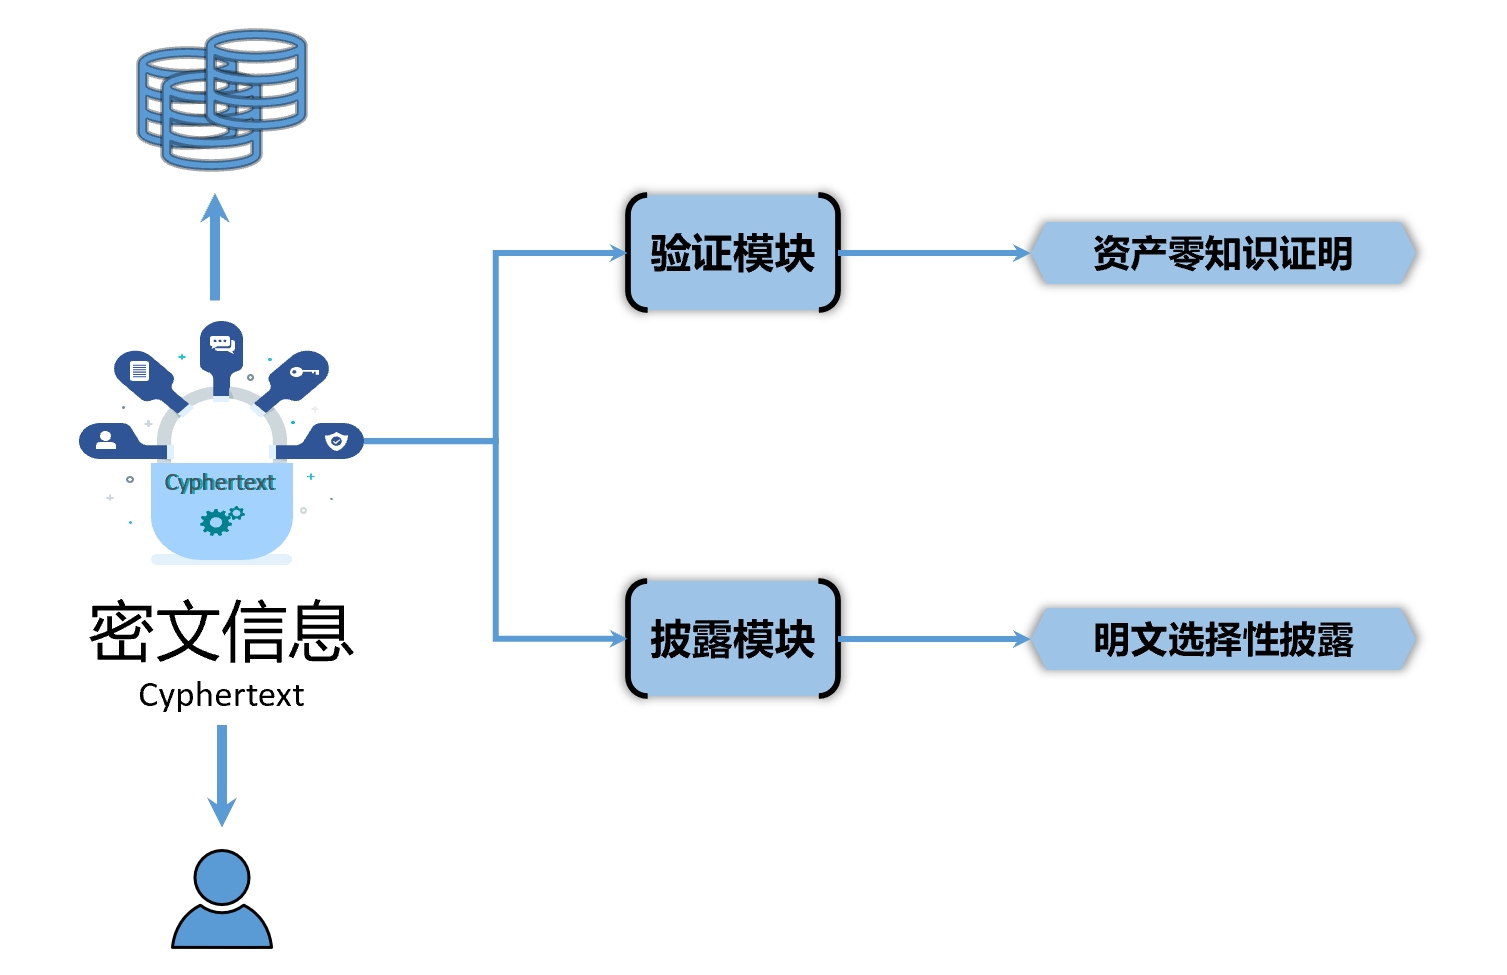 验证模块
资产零知识证明
Cyphertext
密文信息
Cyphertext
披露模块
明文选择性披露